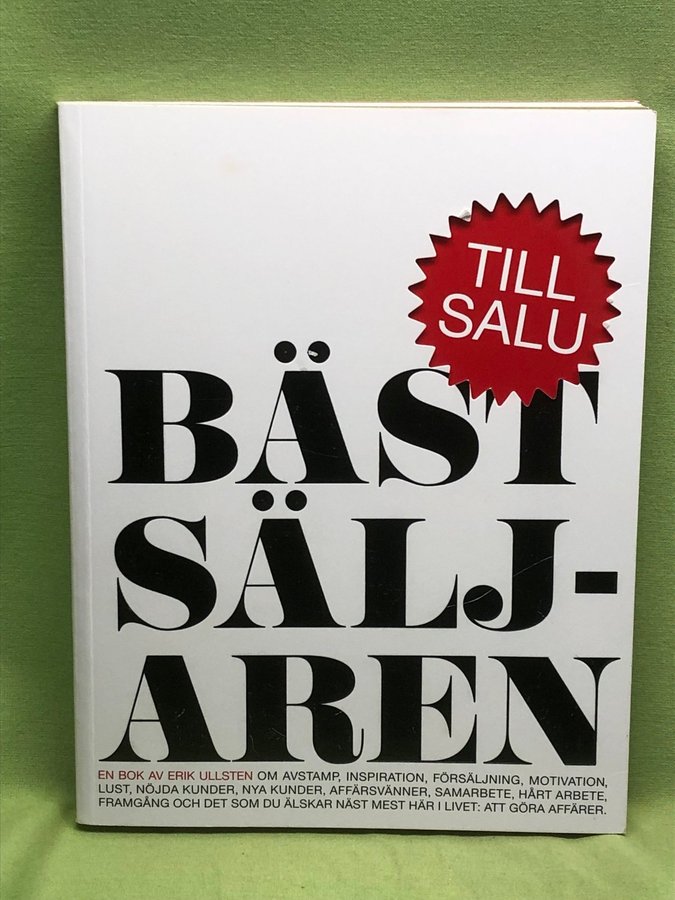 TILL
SALU
BÄST
SÄLJ-
AREN
EN BOK AV ERIK ULLSTEN OM AVSTAMP, INSPIRATION, FÖRSÄLJNING, MOTIVATION,
LUST, NÖJDA KUNDER, NYA KUNDER, AFFÄRSVÄNNER, SAMARBETE, HÅRT ARBETE,
FRAMGÅNG OCH DET SOM DU ÄLSKAR NÄST MEST HÄR I LIVET: ATT GÖRA AFFÄRER.